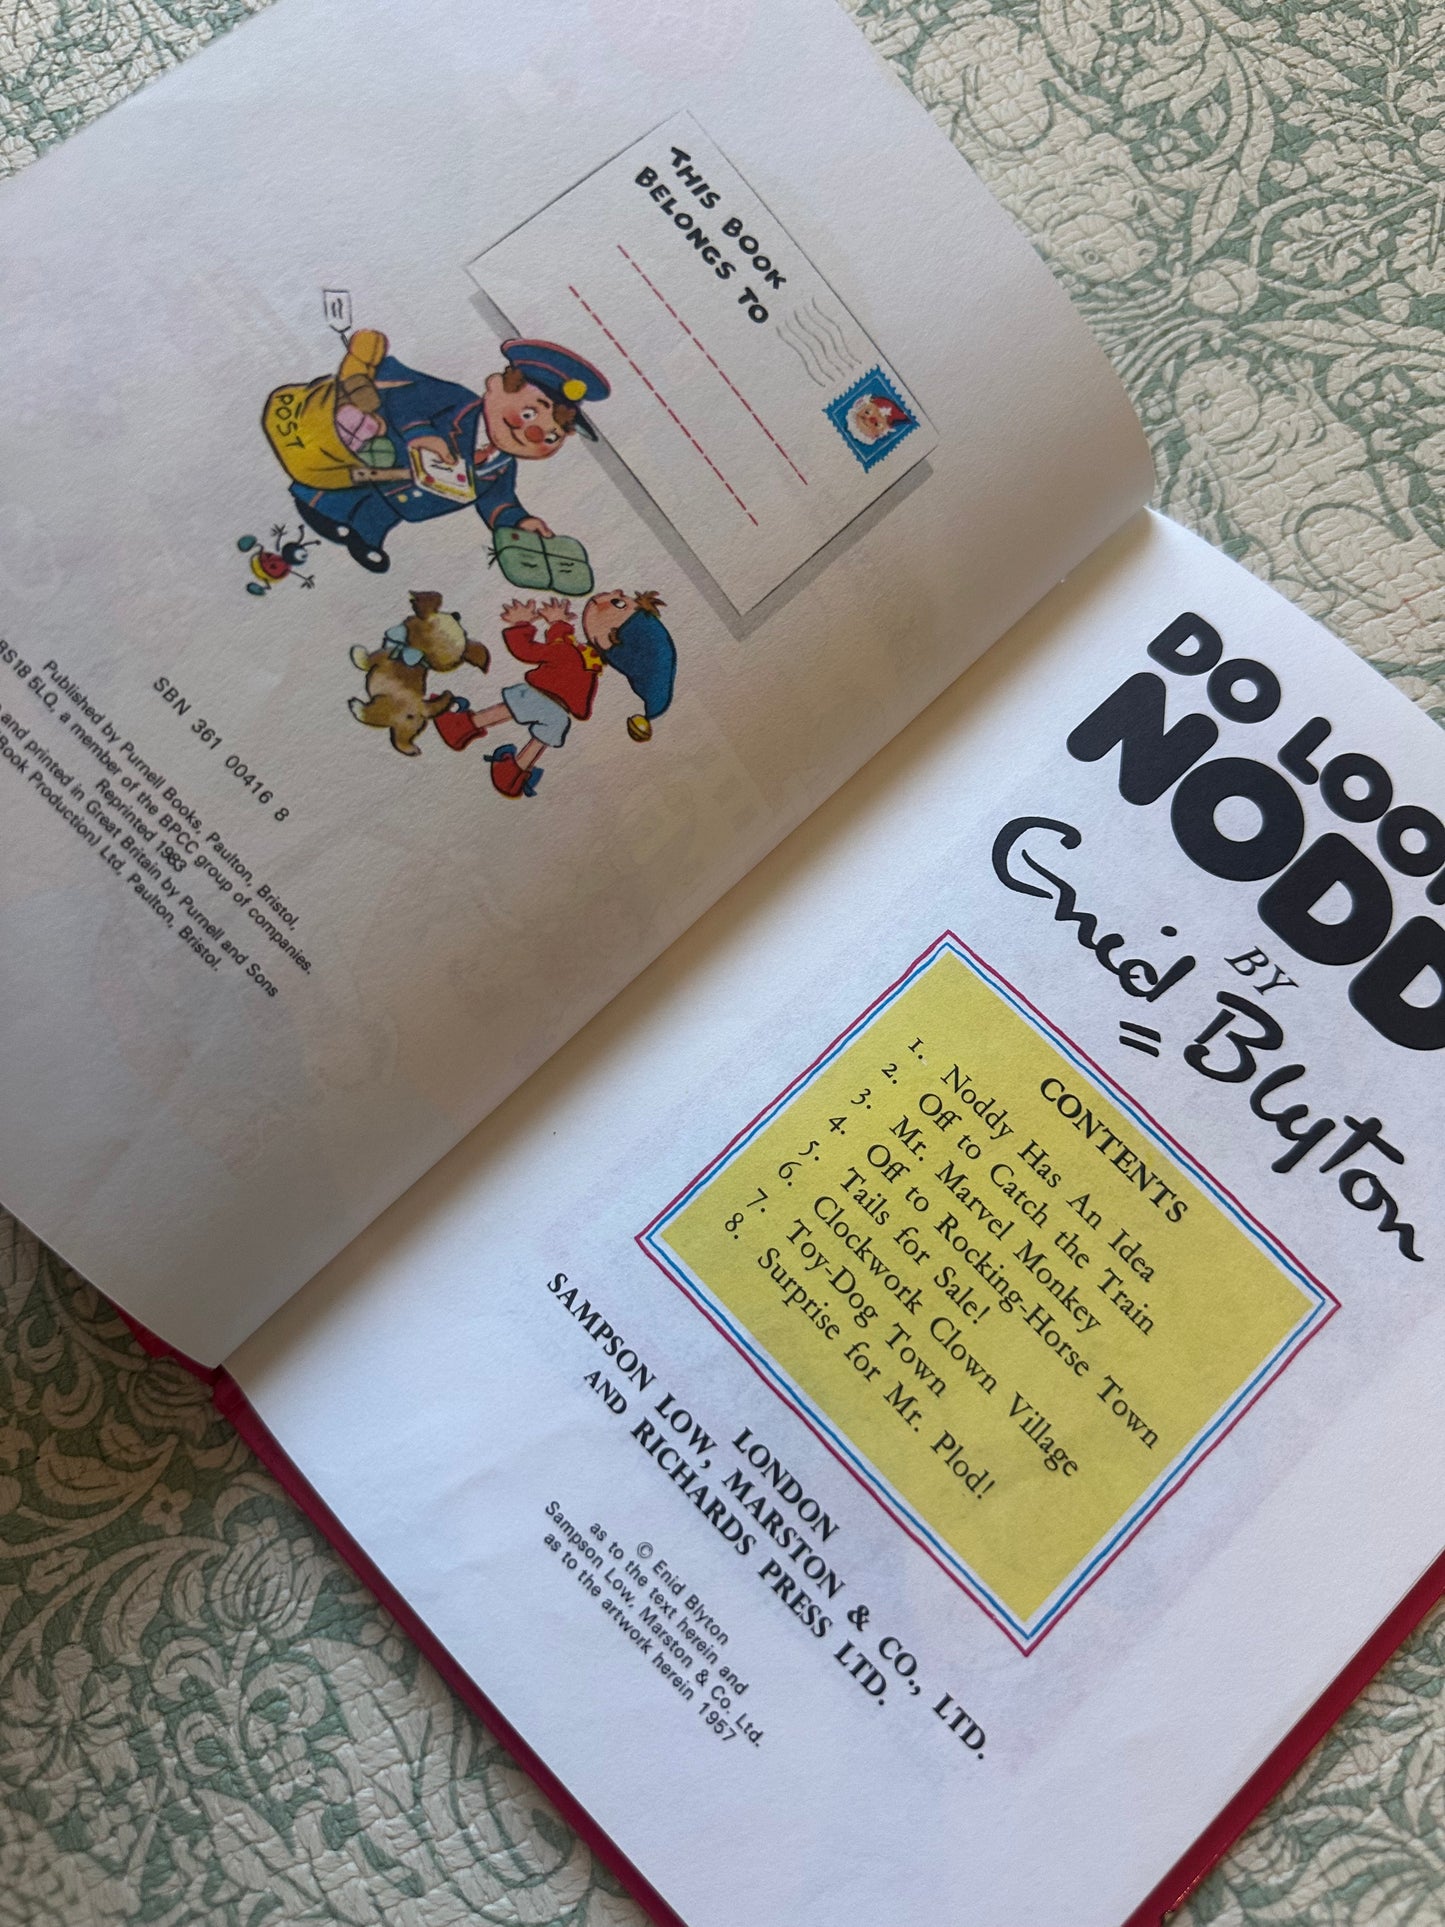 THIS BOOK
BELONGS TO
POST
SBN 361 00416 8
Published by Purnell Books, Paulton, Bristol,
BS18 5LQ, a member of the BPCC group of companies.
Reprinted 1983
and printed in Great Britain by Purnell and Sons
(Book Production) Ltd, Paulton, Bristol.
DO LOO
NODD
BY
Enid Blyton
CONTENTS
1. Noddy Has An Idea
2. Off to Catch the Train
3. Mr. Marvel Monkey
4. Off to Rocking-Horse Town
5. Tails for Sale!
6. Clockwork Clown Village
7. Toy-Dog Town
8. Surprise for Mr. Plod!
LONDON
SAMPSON LOW, MARSTON & CO., LTD.
AND RICHARDS PRESS LTD.
© Enid Blyton
as to the text herein and
Sampson Low, Marston & Co. Ltd.
as to the artwork herein 1957